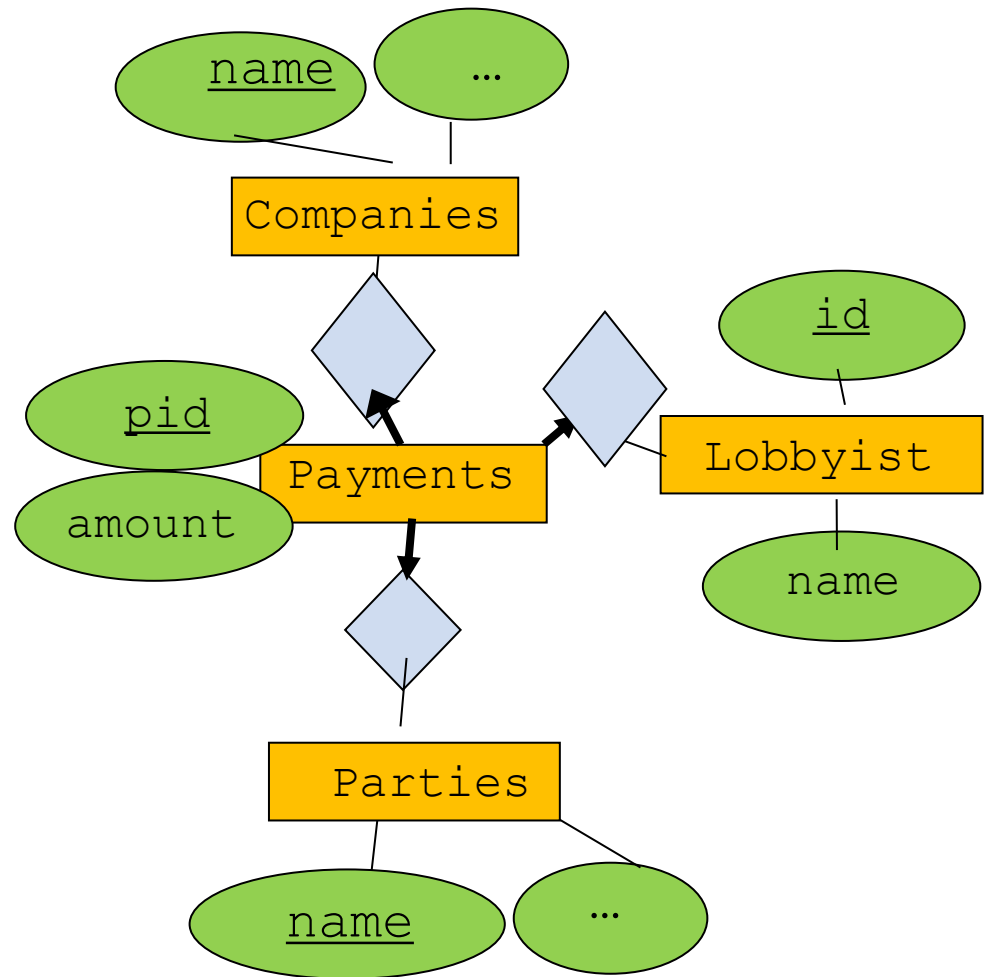 name
…
Companies
id
pid
Payments
Lobbyist
amount
name
Parties
name
…